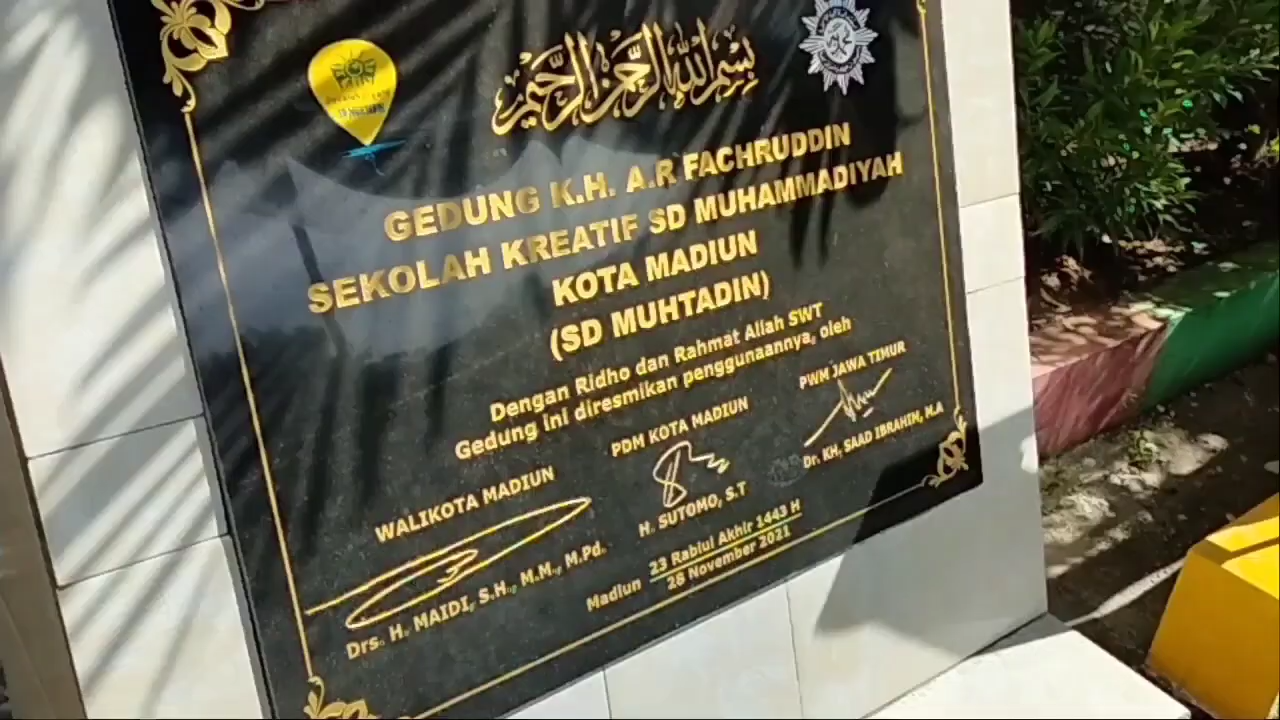 بسم الله الرحمن الرحيم
GEDUNG K.H. A.R FACHRUDDIN
SEKOLAH KREATIF SD MUHAMMADIYAH
KOTA MADIUN
(SD MUHTADIN)
Dengan Ridho dan Rahmat Allah SWT
Gedung ini diresmikan penggunaannya, oleh
WALIKOTA MADIUN
Drs. H. MAIDI, S.H., M.M., M.Pd.
PDM KOTA MADIUN
H. SUTOMO, S.T
PWM JAWA TIMUR
Dr. KH, SAAD IBRAHIM, M.A
Madiun 23 Rabiul Akhir 1443 H
28 November 2021